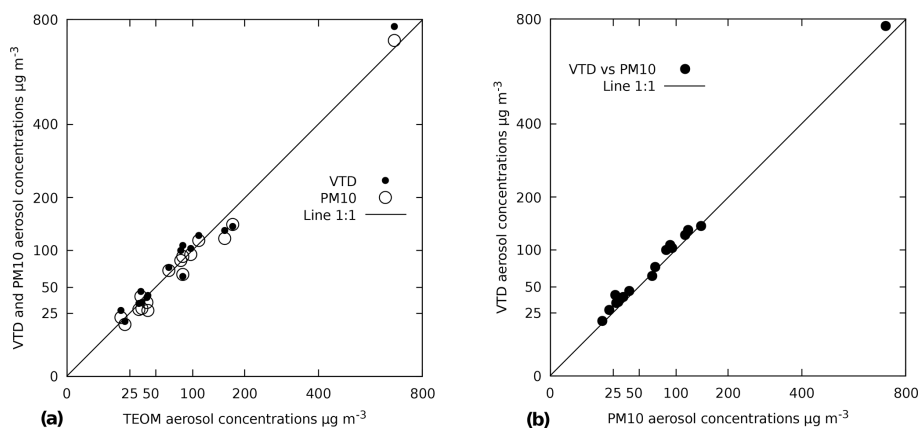 800
400
200
100
50
25
0
VTD and PM10 aerosol concentrations µg m-3
VTD
PM10
Line 1:1
0 25 50 100 200 400 800
TEOM aerosol concentrations µg m-3
(a)
800
400
200
100
50
25
0
VTD aerosol concentrations µg m-3
VTD vs PM10
Line 1:1
0 25 50 100 200 400 800
PM10 aerosol concentrations µg m-3
(b)